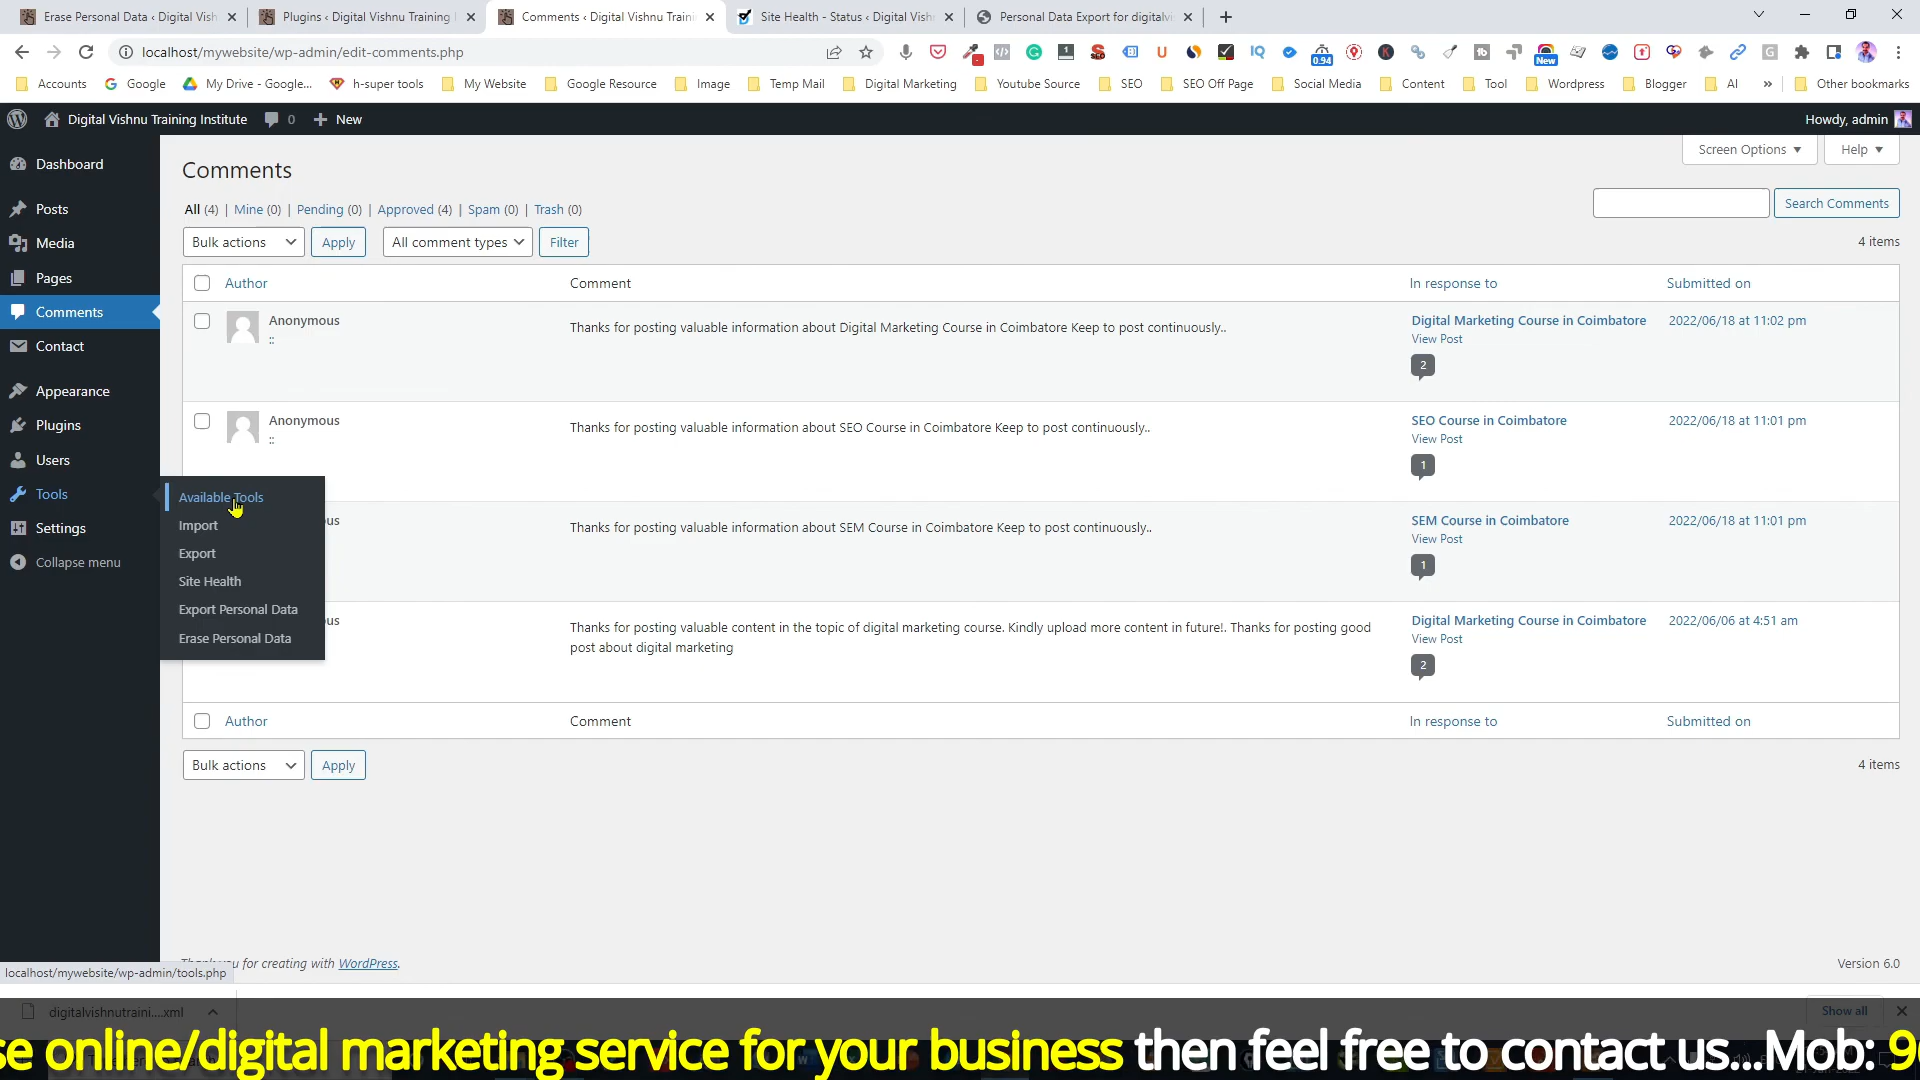 Erase Personal Data ‹ Digital Vish
Plugins ‹ Digital Vishnu Training
Comments ‹ Digital Vishnu Traini
Site Health - Status ‹ Digital Vish
Personal Data Export for digitalvi
localhost/mywebsite/wp-admin/edit-comments.php
0.94
New
Accounts
Google
My Drive - Google...
h-super tools
My Website
Google Resource
Image
Temp Mail
Digital Marketing
Youtube Source
SEO
SEO Off Page
Social Media
Content
Tool
Wordpress
Blogger
AI
»
Other bookmarks
Digital Vishnu Training Institute
0
New
Howdy, admin
Dashboard
Posts
Media
Pages
Comments
Contact
Appearance
Plugins
Users
Tools
Settings
Collapse menu
Available Tools
Import
Export
Site Health
Export Personal Data
Erase Personal Data
Comments
Screen Options
Help
All (4) | Mine (0) | Pending (0) | Approved (4) | Spam (0) | Trash (0)
Search Comments
Bulk actions
Apply
All comment types
Filter
4 items
Author
Comment
In response to
Submitted on
Anonymous
::
Thanks for posting valuable information about Digital Marketing Course in Coimbatore Keep to post continuously..
Digital Marketing Course in Coimbatore
View Post
2
2022/06/18 at 11:02 pm
Anonymous
::
Thanks for posting valuable information about SEO Course in Coimbatore Keep to post continuously..
SEO Course in Coimbatore
View Post
1
2022/06/18 at 11:01 pm
us
Thanks for posting valuable information about SEM Course in Coimbatore Keep to post continuously..
SEM Course in Coimbatore
View Post
1
2022/06/18 at 11:01 pm
us
Thanks for posting valuable content in the topic of digital marketing course. Kindly upload more content in future!. Thanks for posting good
post about digital marketing
Digital Marketing Course in Coimbatore
View Post
2
2022/06/06 at 4:51 am
Author
Comment
In response to
Submitted on
Bulk actions
Apply
4 items
for creating with WordPress.
Version 6.0
localhost/mywebsite/wp-admin/tools.php
digitalvishnutraini....xml
Show all
se online/digital marketing service for your business then feel free to contact us...Mob: 9